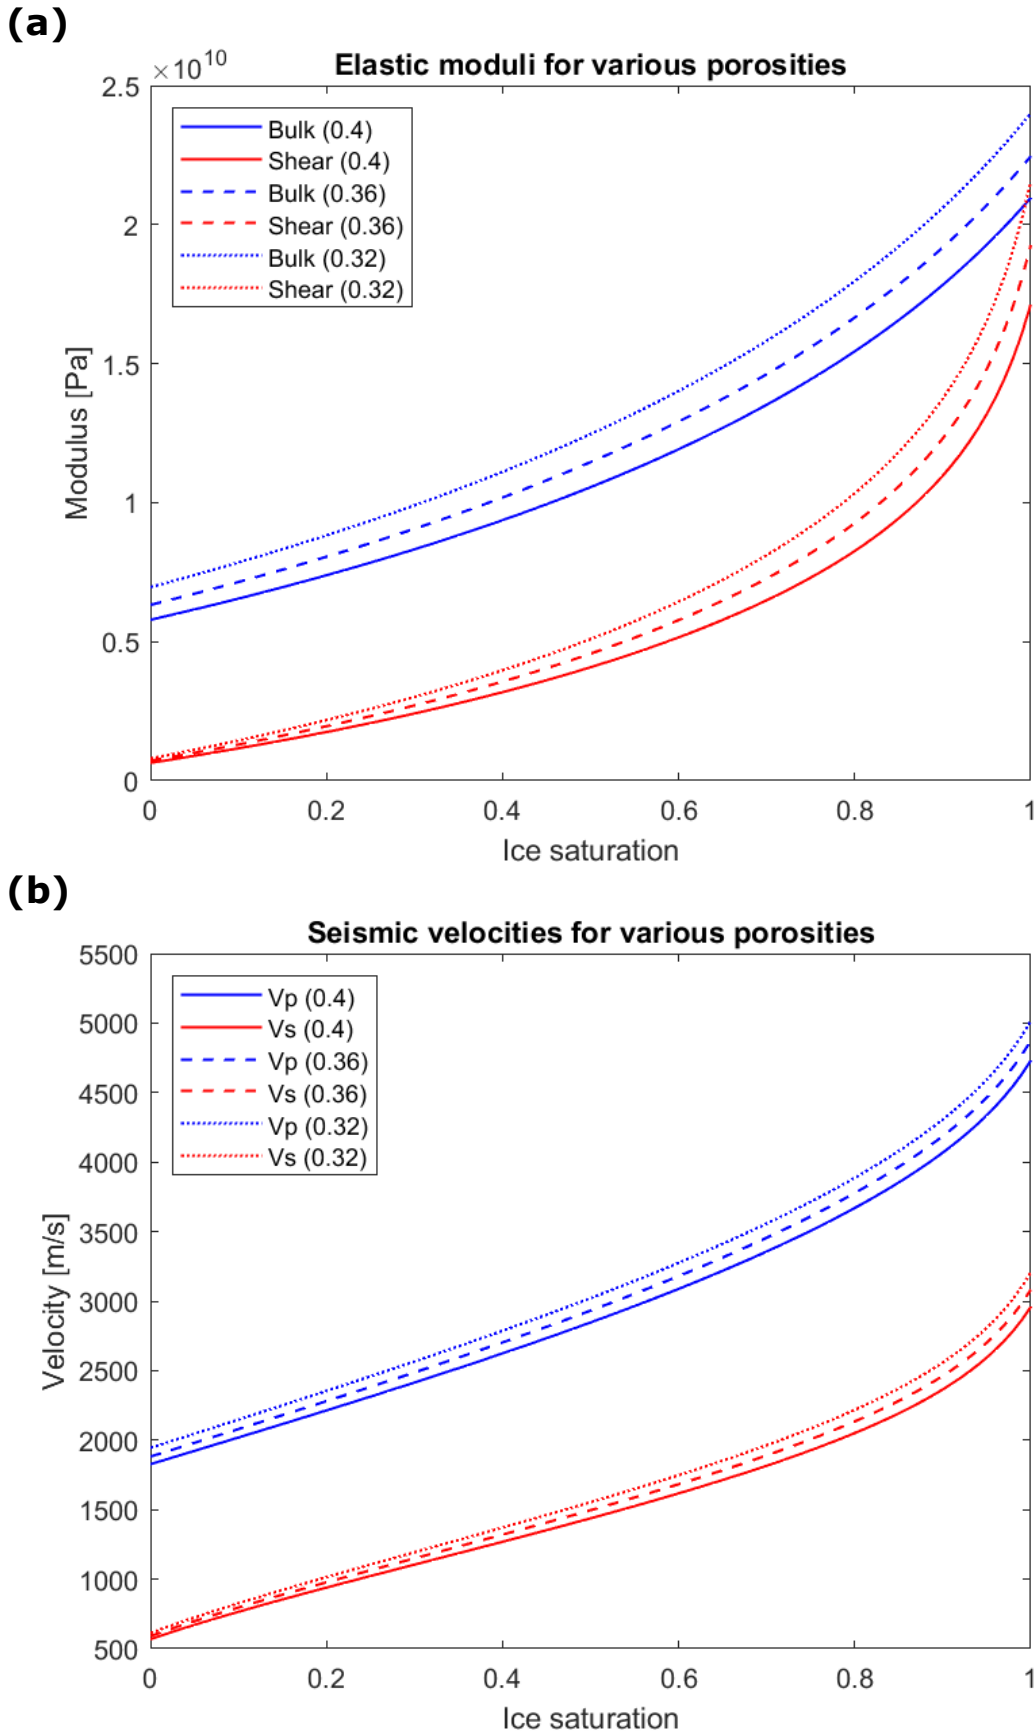 (a)
×10^10
Elastic moduli for various porosities
2.5
2
1.5
1
0.5
0
Modulus [Pa]
Bulk (0.4)
Shear (0.4)
Bulk (0.36)
Shear (0.36)
Bulk (0.32)
Shear (0.32)
0 0.2 0.4 0.6 0.8 1
Ice saturation
(b)
Seismic velocities for various porosities
5500
5000
4500
4000
3500
3000
2500
2000
1500
1000
500
Velocity [m/s]
Vp (0.4)
Vs (0.4)
Vp (0.36)
Vs (0.36)
Vp (0.32)
Vs (0.32)
0 0.2 0.4 0.6 0.8 1
Ice saturation